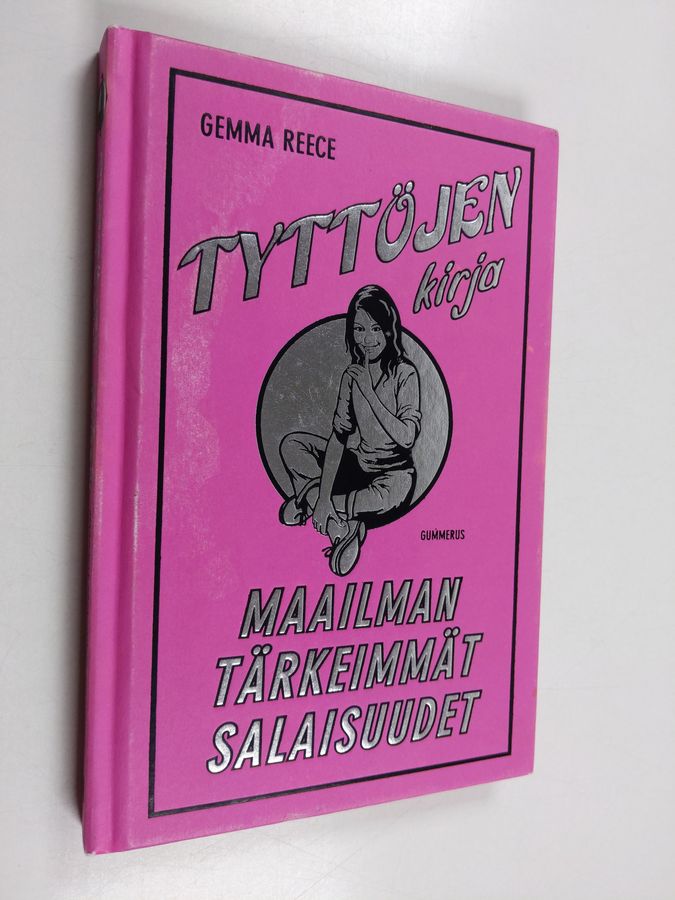 GEMMA REECE
TYTTÖJEN
kirja
GUMMERUS
MAAILMAN
TÄRKEIMMÄT
SALAISUUDET